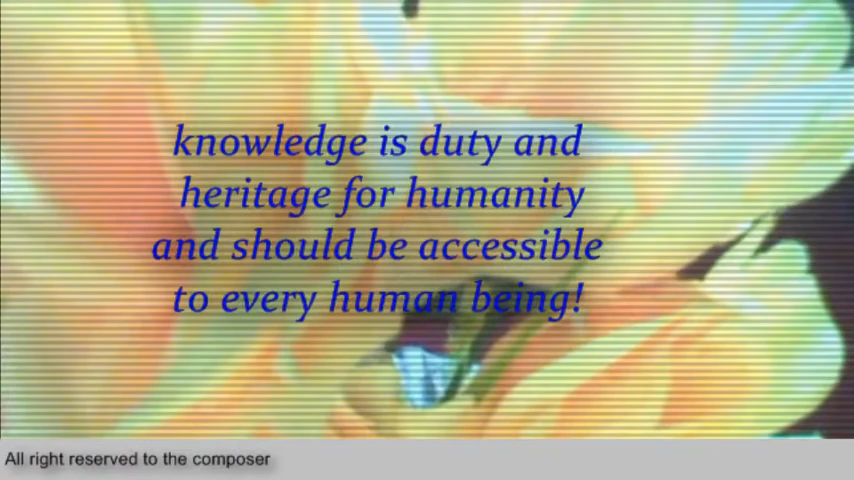 knowledge is duty and
heritage for humanity
and should be accessible
to every human being!
All right reserved to the composer